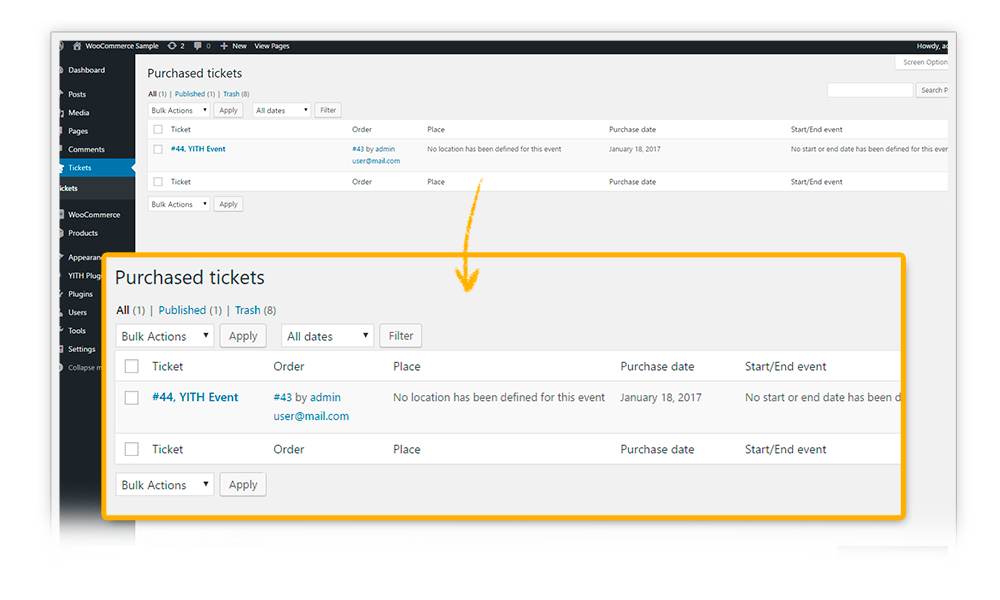 WooCommerce Sample 2 0 + New View Pages Howdy,
Screen Option
Dashboard
Posts
Media
Pages
Comments
Tickets
Tickets
WooCommerce
Products
Appearan
YITH Plug
Plugins
Users
Tools
Settings
Collapse m
Purchased tickets
All (1) | Published (1) | Trash (8)
Search P
Bulk Actions Apply All dates Filter
Ticket Order Place Purchase date Start/End event
#44, YITH Event #43 by admin No location has been defined for this event January 18, 2017 No start or end date has been defined for this ever
user@mail.com
Ticket Order Place Purchase date Start/End event
Bulk Actions Apply
Purchased tickets
All (1) | Published (1) | Trash (8)
Bulk Actions Apply All dates Filter
Ticket Order Place Purchase date Start/End event
#44, YITH Event #43 by admin No location has been defined for this event January 18, 2017 No start or end date has been d
user@mail.com
Ticket Order Place Purchase date Start/End event
Bulk Actions Apply